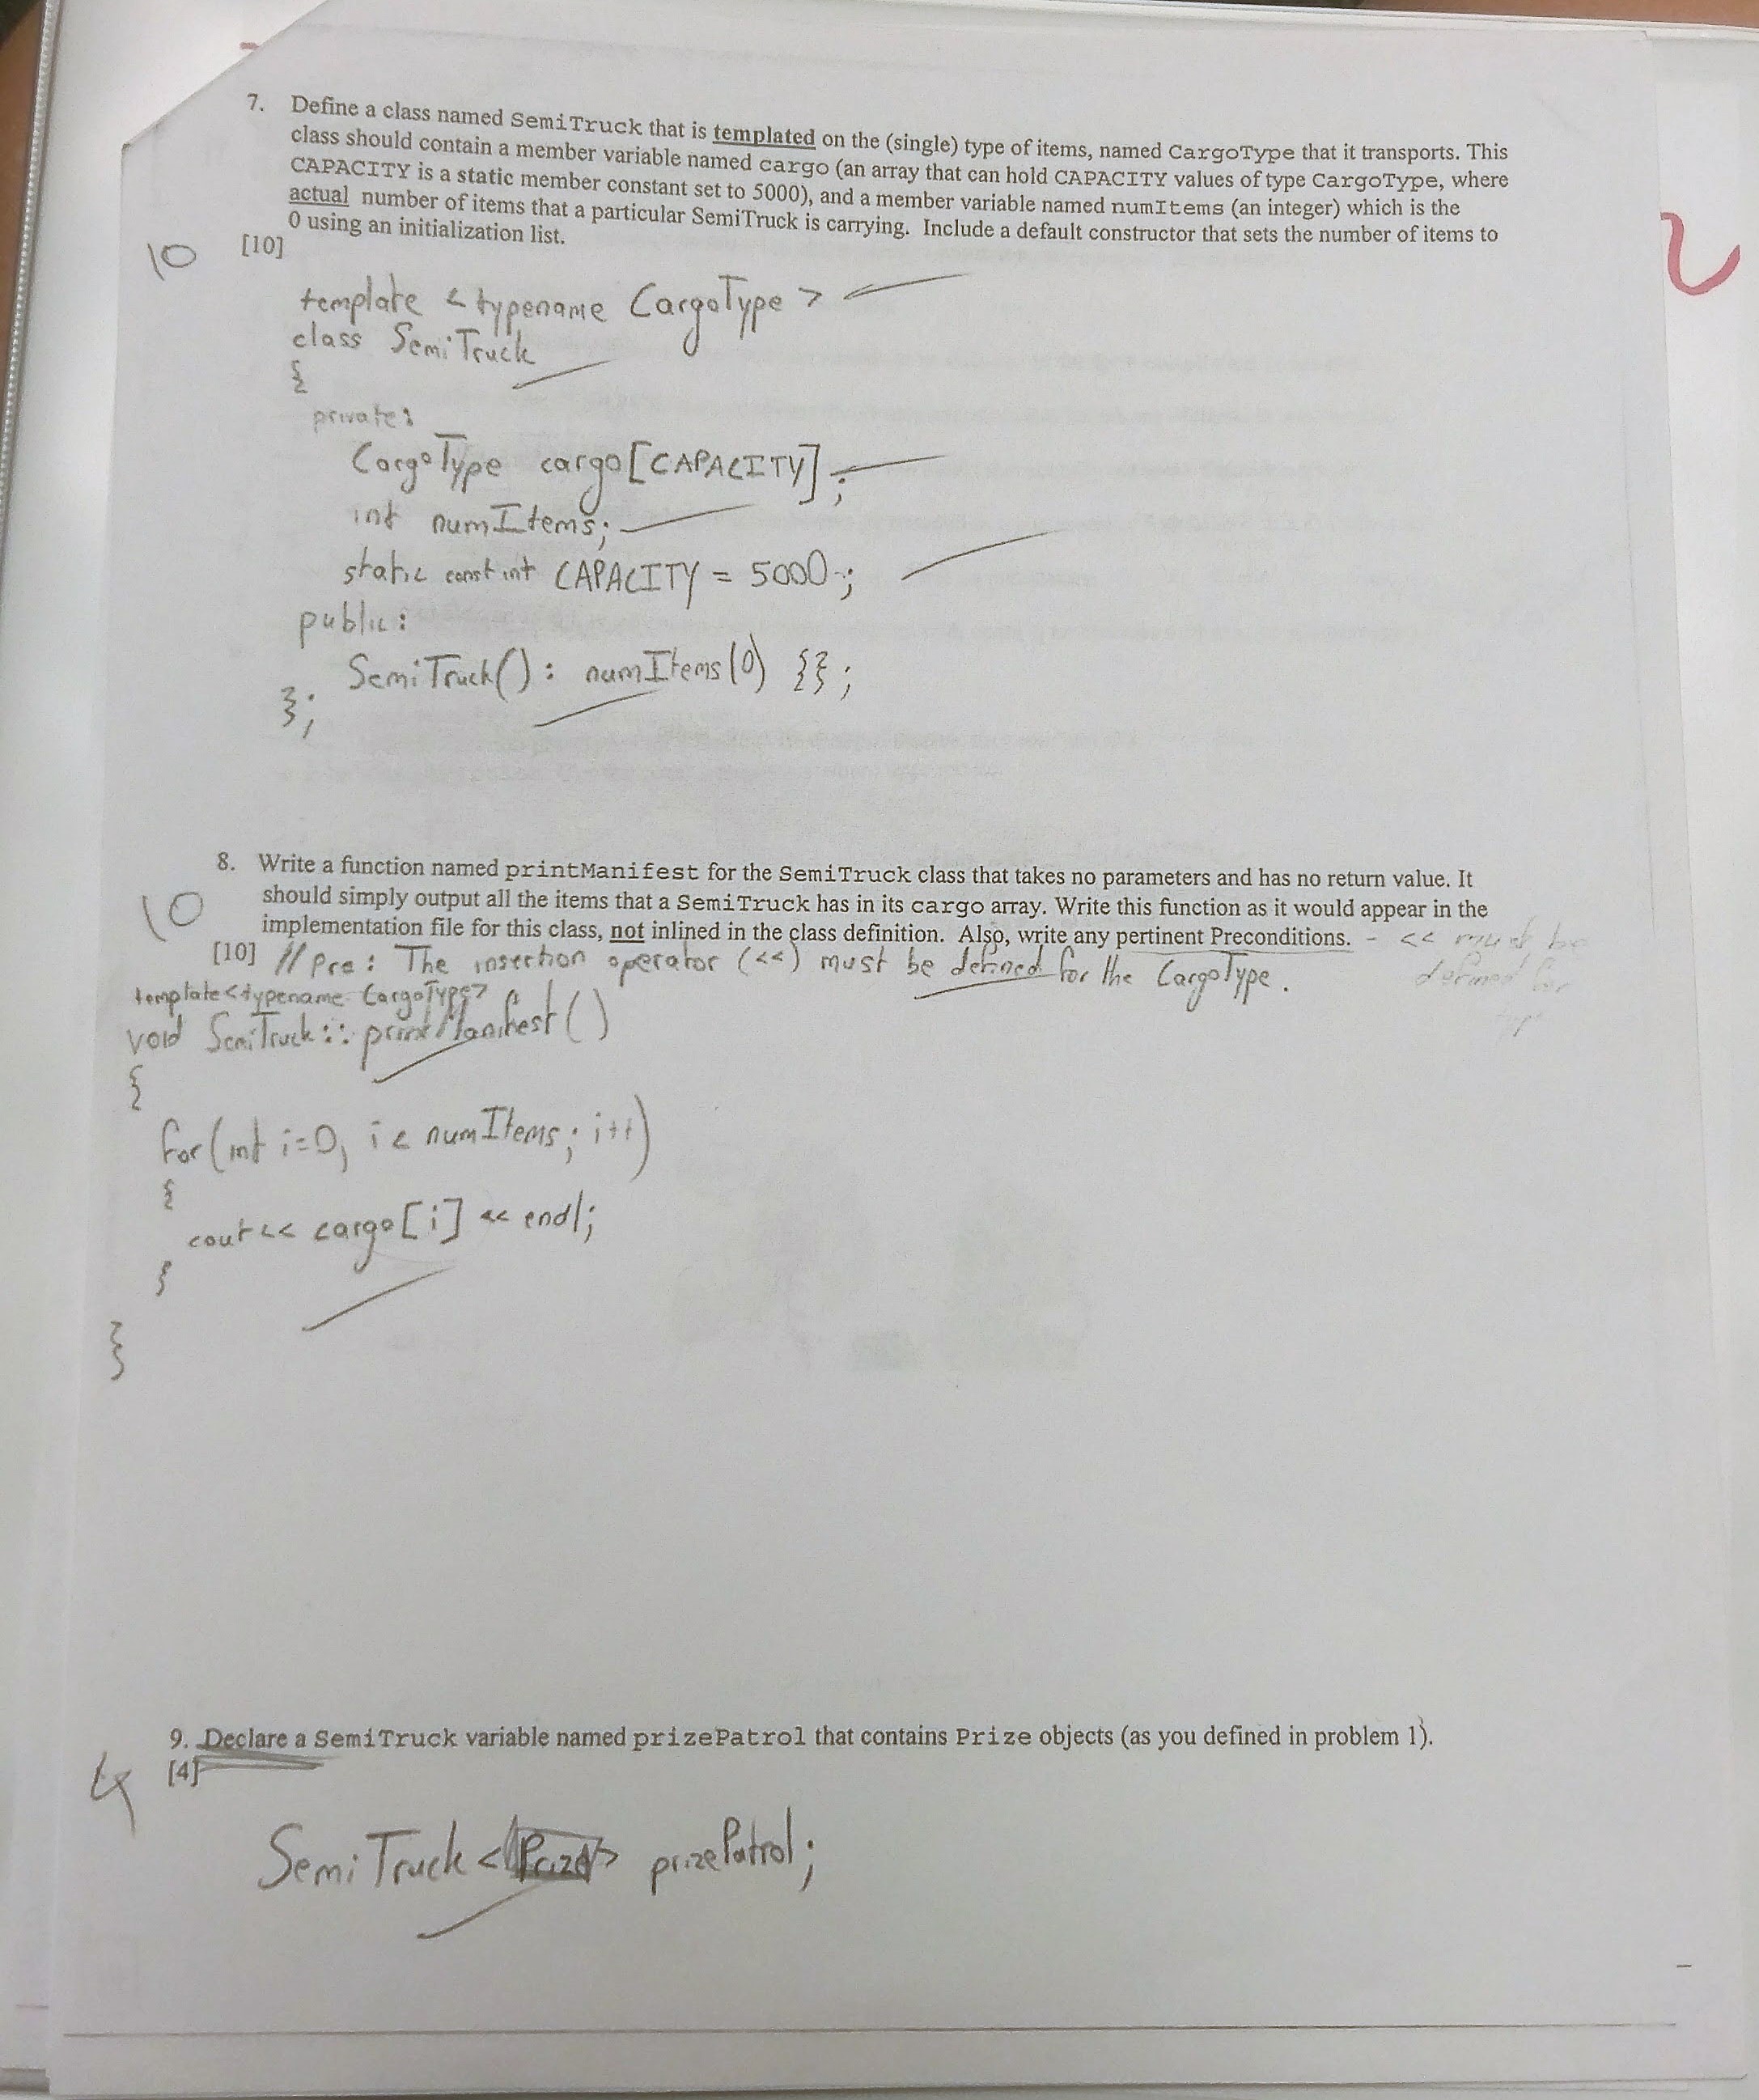 7. Define a class named SemiTruck that is templated on the (single) type of items, named CargoType that it transports. This
class should contain a member variable named cargo (an array that can hold CAPACITY values of type CargoType, where
CAPACITY is a static member constant set to 5000), and a member variable named numItems (an integer) which is the
actual number of items that a particular SemiTruck is carrying. Include a default constructor that sets the number of items to
0 using an initialization list.
10 [10]
2
template <typename CargoType>
class SemiTruck
{
private:
CargoType cargo[CAPACITY];
int numItems;
static const int CAPACITY = 5000;
public:
SemiTruck(): numItems(0) {};
};
8. Write a function named printManifest for the SemiTruck class that takes no parameters and has no return value. It
should simply output all the items that a SemiTruck has in its cargo array. Write this function as it would appear in the
10
implementation file for this class, not inlined in the class definition. Also, write any pertinent Preconditions. - << must be
defined for
[10] // Pre: The insertion operator (<<) must be defined for the CargoType.
template<typename CargoType>
void SemiTruck::printManifest()
{
for(int i=0; i< numItems; i++)
{
cout<< cargo[i] << endl;
}
}
9. Declare a SemiTruck variable named prizePatrol that contains Prize objects (as you defined in problem 1).
4 [4]
SemiTruck<Prize> prizePatrol;